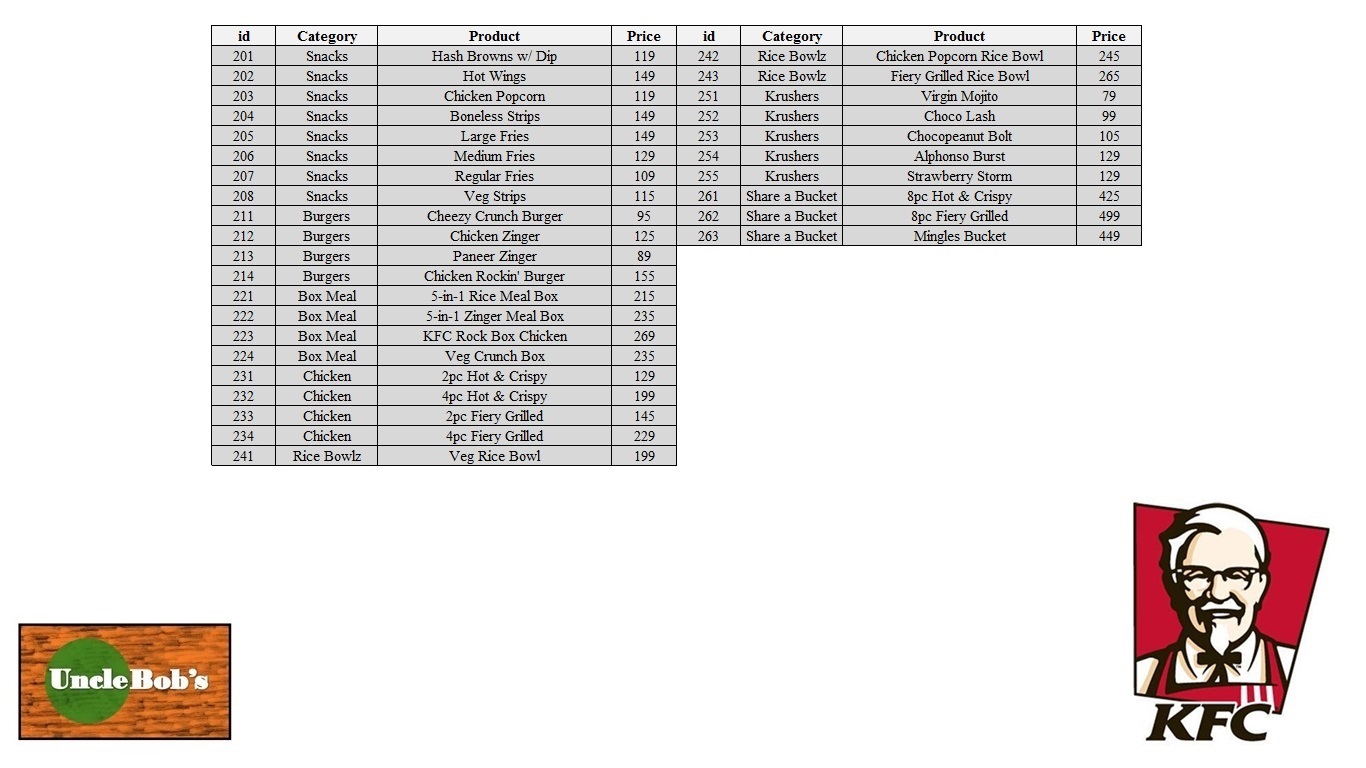 id Category Product Price id Category Product Price
201 Snacks Hash Browns w/ Dip 119 242 Rice Bowlz Chicken Popcorn Rice Bowl 245
202 Snacks Hot Wings 149 243 Rice Bowlz Fiery Grilled Rice Bowl 265
203 Snacks Chicken Popcorn 119 251 Krushers Virgin Mojito 79
204 Snacks Boneless Strips 149 252 Krushers Choco Lash 99
205 Snacks Large Fries 149 253 Krushers Chocopeanut Bolt 105
206 Snacks Medium Fries 129 254 Krushers Alphonso Burst 129
207 Snacks Regular Fries 109 255 Krushers Strawberry Storm 129
208 Snacks Veg Strips 115 261 Share a Bucket 8pc Hot & Crispy 425
211 Burgers Cheezy Crunch Burger 95 262 Share a Bucket 8pc Fiery Grilled 499
212 Burgers Chicken Zinger 125 263 Share a Bucket Mingles Bucket 449
213 Burgers Paneer Zinger 89
214 Burgers Chicken Rockin' Burger 155
221 Box Meal 5-in-1 Rice Meal Box 215
222 Box Meal 5-in-1 Zinger Meal Box 235
223 Box Meal KFC Rock Box Chicken 269
224 Box Meal Veg Crunch Box 235
231 Chicken 2pc Hot & Crispy 129
232 Chicken 4pc Hot & Crispy 199
233 Chicken 2pc Fiery Grilled 145
234 Chicken 4pc Fiery Grilled 229
241 Rice Bowlz Veg Rice Bowl 199
Uncle Bob's
KFC